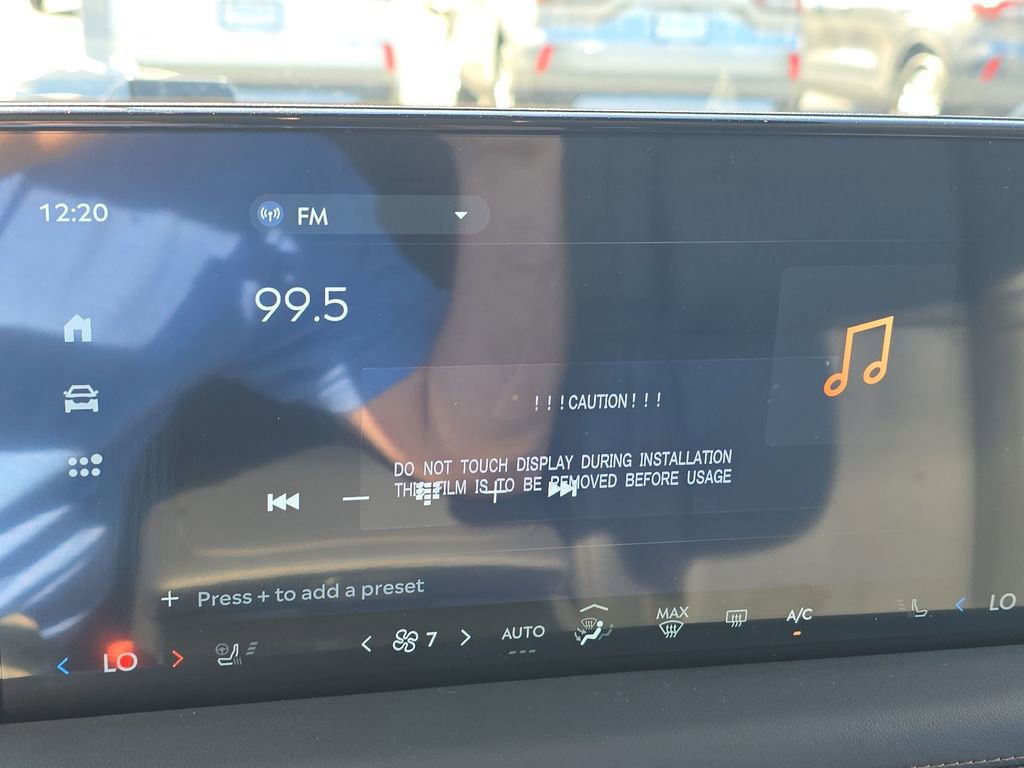 12:20
FM
99.5
! ! ! CAUTION ! ! !
DO NOT TOUCH DISPLAY DURING INSTALLATION
THIS FILM IS TO BE REMOVED BEFORE USAGE
+ Press + to add a preset
< LO > < 7 > AUTO MAX A/C < LO